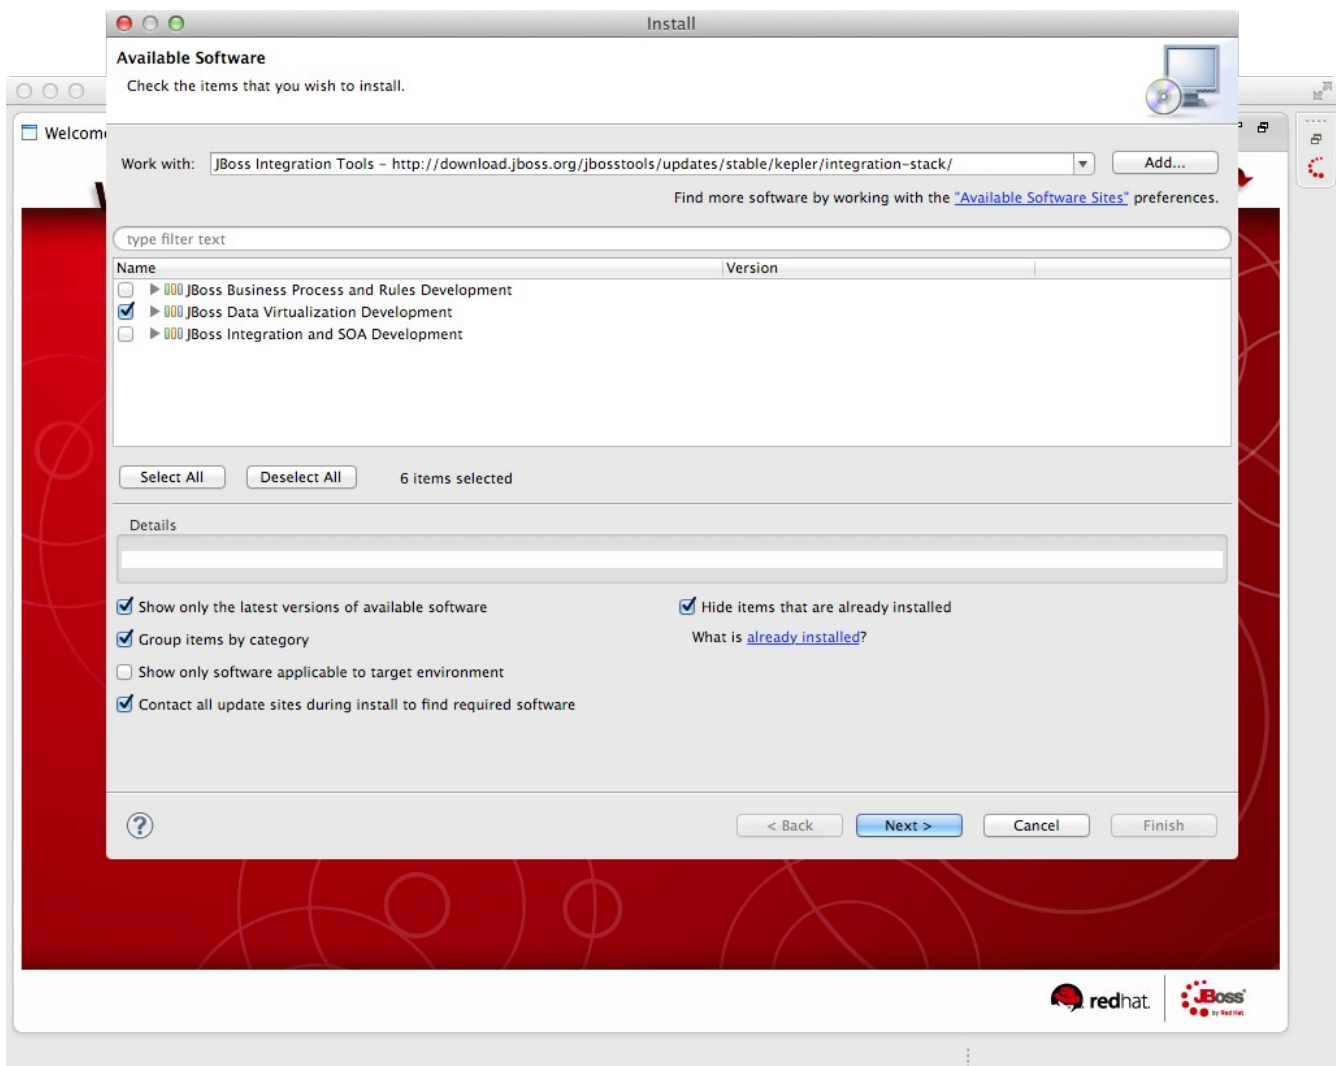 Install
Available Software
Check the items that you wish to install.
Welcom
Work with: JBoss Integration Tools - http://download.jboss.org/jbosstools/updates/stable/kepler/integration-stack/ Add...
Find more software by working with the "Available Software Sites" preferences.
type filter text
Name Version
JBoss Business Process and Rules Development
JBoss Data Virtualization Development
JBoss Integration and SOA Development
Select All Deselect All 6 items selected
Details
Show only the latest versions of available software Hide items that are already installed
Group items by category What is already installed?
Show only software applicable to target environment
Contact all update sites during install to find required software
? < Back Next > Cancel Finish
redhat. JBoss
by Red Hat